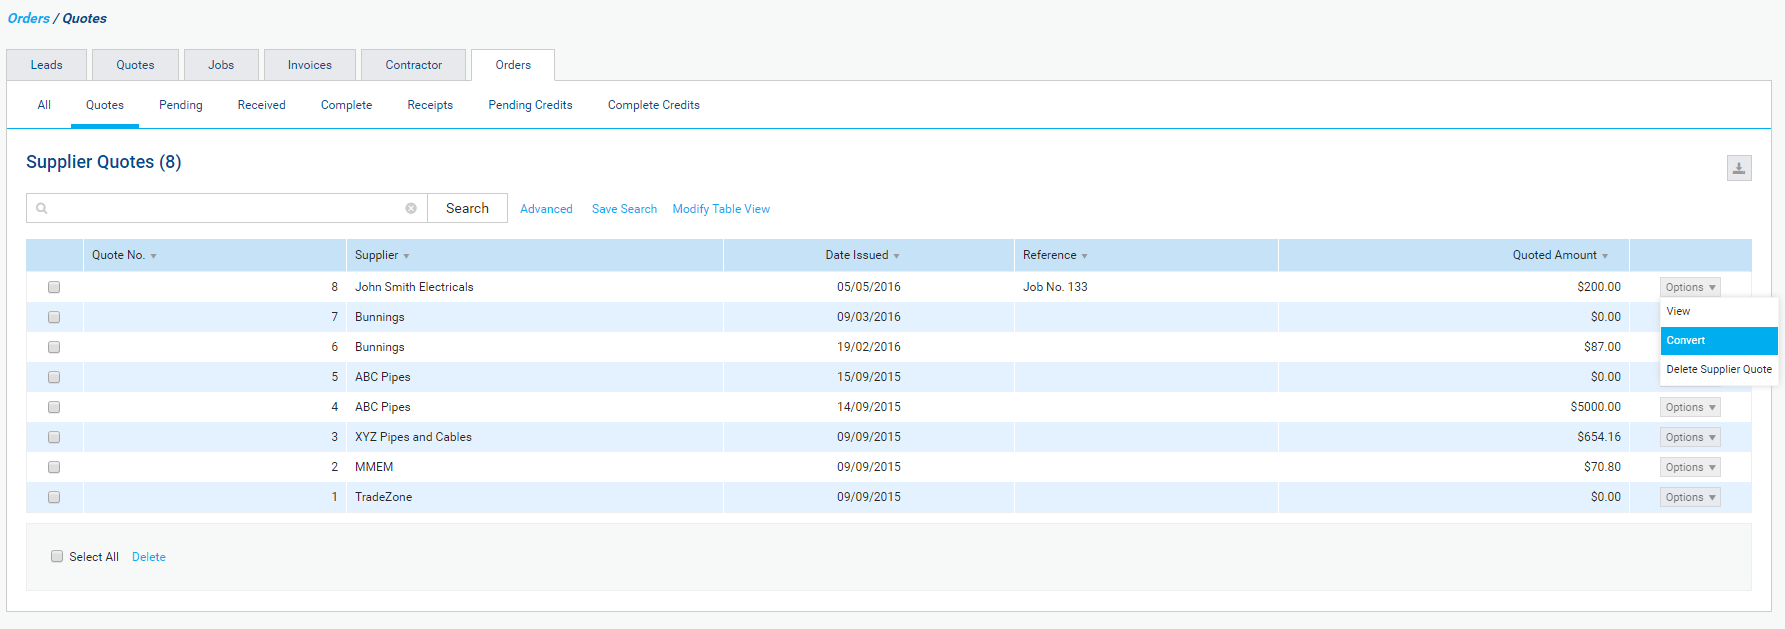 Orders / Quotes
Leads Quotes Jobs Invoices Contractor Orders
All Quotes Pending Received Complete Receipts Pending Credits Complete Credits
Supplier Quotes (8)
Search Advanced Save Search Modify Table View
Quote No. Supplier Date Issued Reference Quoted Amount
8 John Smith Electricals 05/05/2016 Job No. 133 $200.00 Options
7 Bunnings 09/03/2016 $0.00
View
6 Bunnings 19/02/2016 $87.00
Convert
5 ABC Pipes 15/09/2015 $0.00
Delete Supplier Quote
4 ABC Pipes 14/09/2015 $5000.00 Options
3 XYZ Pipes and Cables 09/09/2015 $654.16 Options
2 MMEM 09/09/2015 $70.80 Options
1 TradeZone 09/09/2015 $0.00 Options
Select All Delete